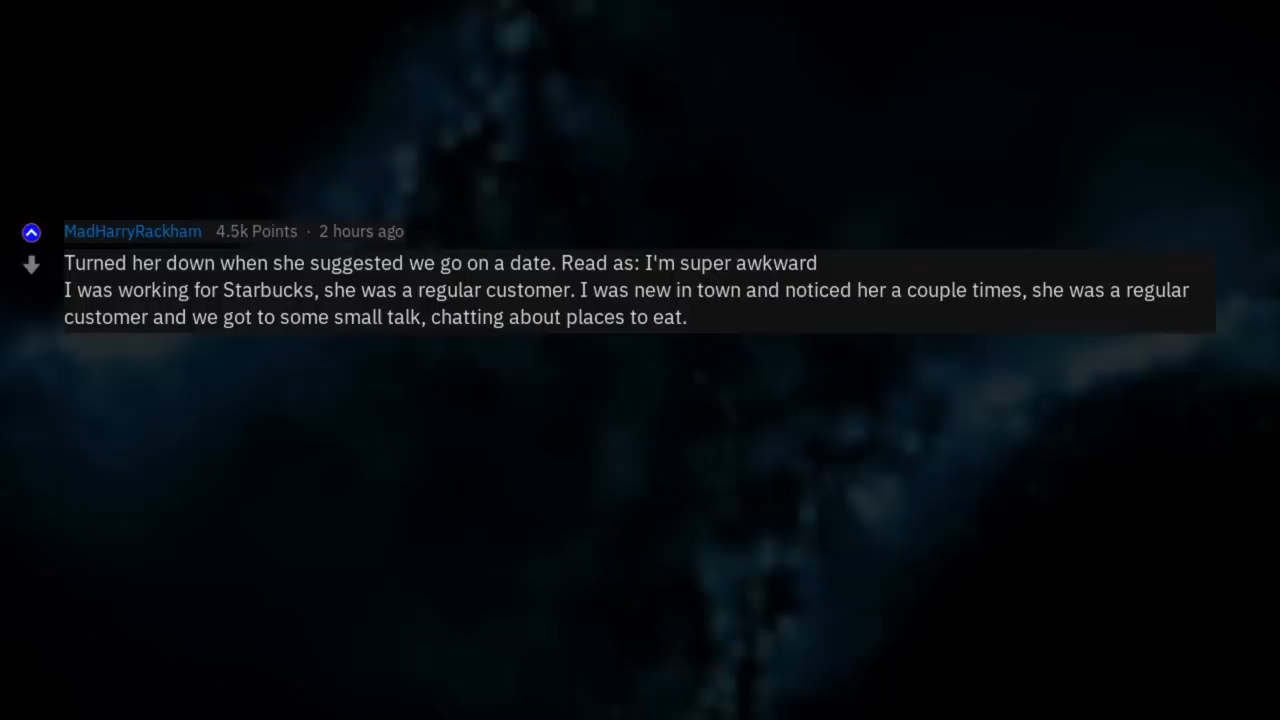 MadHarryRackham 4.5k Points · 2 hours ago
Turned her down when she suggested we go on a date. Read as: I'm super awkward
I was working for Starbucks, she was a regular customer. I was new in town and noticed her a couple times, she was a regular
customer and we got to some small talk, chatting about places to eat.